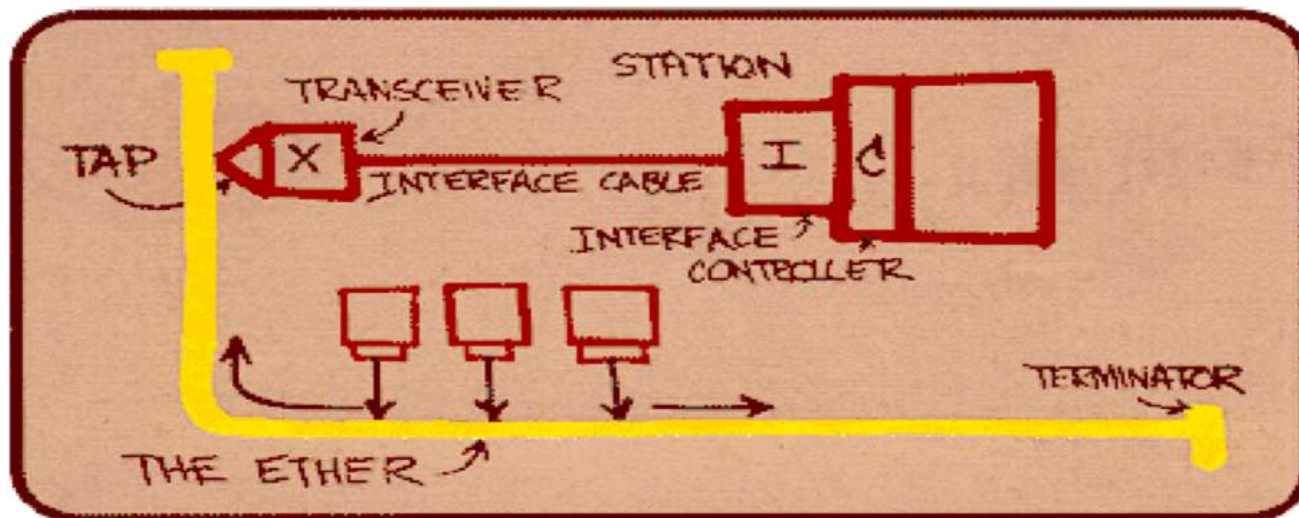 STATION
TRANSCEIVER
TAP
X
I
C
INTERFACE CABLE
INTERFACE
CONTROLLER
TERMINATOR
THE ETHER